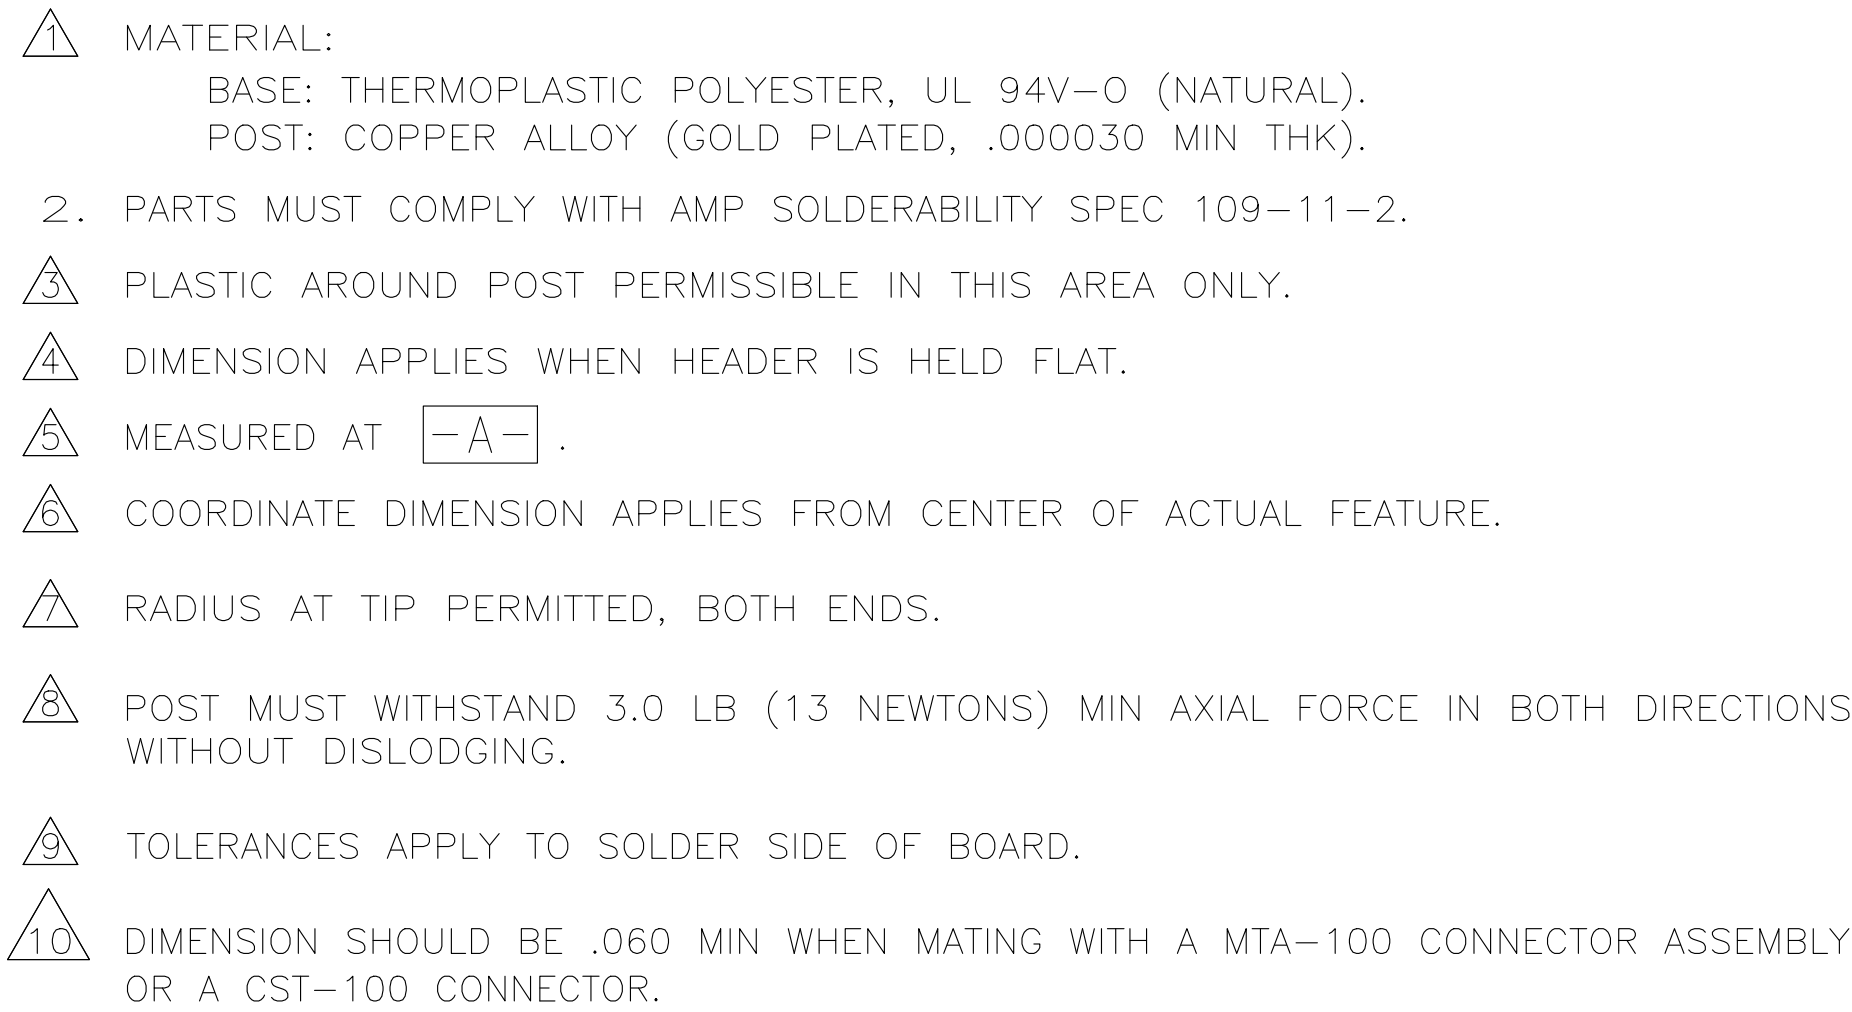 1 MATERIAL:
BASE: THERMOPLASTIC POLYESTER, UL 94V-O (NATURAL).
POST: COPPER ALLOY (GOLD PLATED, .000030 MIN THK).
2. PARTS MUST COMPLY WITH AMP SOLDERABILITY SPEC 109-11-2.
3 PLASTIC AROUND POST PERMISSIBLE IN THIS AREA ONLY.
4 DIMENSION APPLIES WHEN HEADER IS HELD FLAT.
5 MEASURED AT -A- .
6 COORDINATE DIMENSION APPLIES FROM CENTER OF ACTUAL FEATURE.
7 RADIUS AT TIP PERMITTED, BOTH ENDS.
8 POST MUST WITHSTAND 3.0 LB (13 NEWTONS) MIN AXIAL FORCE IN BOTH DIRECTIONS
WITHOUT DISLODGING.
9 TOLERANCES APPLY TO SOLDER SIDE OF BOARD.
10 DIMENSION SHOULD BE .060 MIN WHEN MATING WITH A MTA-100 CONNECTOR ASSEMBLY
OR A CST-100 CONNECTOR.